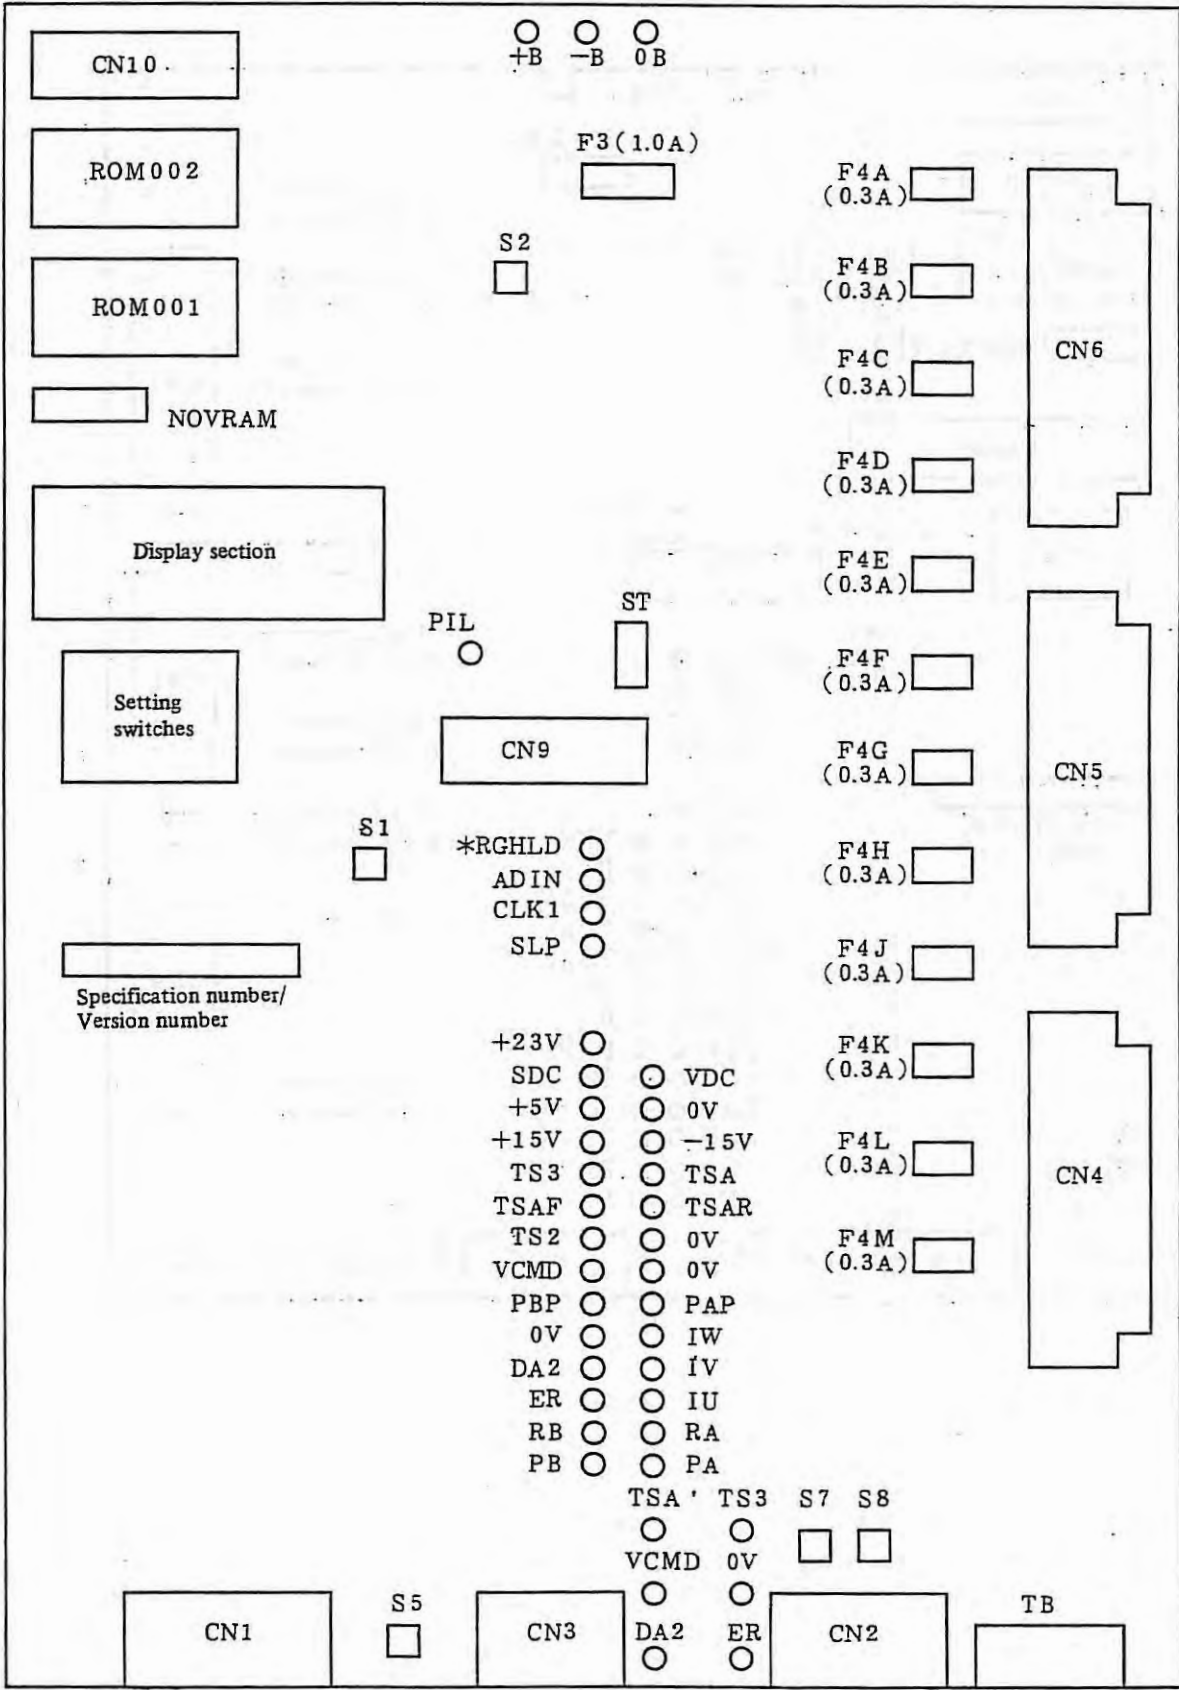 +B -B 0B
CN10
F3(1.0A)
ROM002
F4A
(0.3A)
S2
F4B
(0.3A)
ROM001
CN6
F4C
(0.3A)
NOVRAM
F4D
(0.3A)
Display section
F4E
(0.3A)
ST
PIL
F4F
(0.3A)
Setting
switches
CN9
F4G
(0.3A)
CN5
S1
*RGHLD
F4H
(0.3A)
ADIN
CLK1
SLP
F4J
(0.3A)
Specification number/
Version number
+23V
F4K
(0.3A)
SDC VDC
+5V 0V
+15V -15V
F4L
(0.3A)
TS3 TSA
CN4
TSAF TSAR
TS2 0V
F4M
(0.3A)
VCMD 0V
PBP PAP
0V IW
DA2 IV
ER IU
RB RA
PB PA
TSA TS3 S7 S8
VCMD 0V
S5
TB
CN1
CN3
DA2 ER
CN2